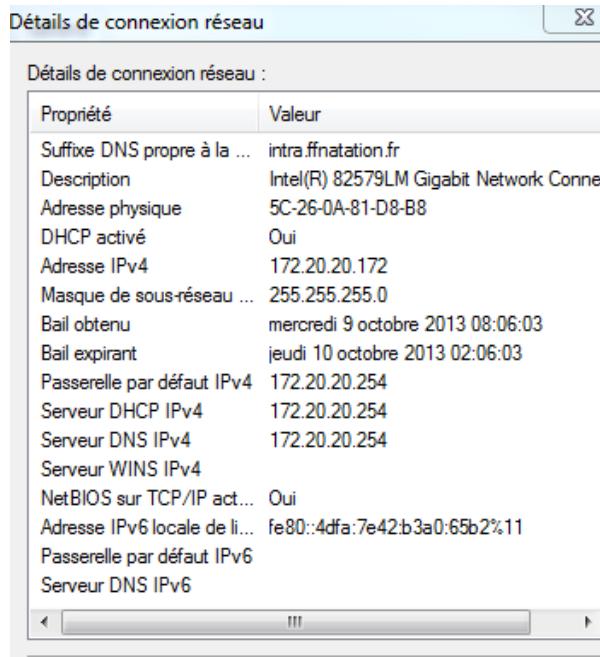 Détails de connexion réseau
Détails de connexion réseau :
Propriété Valeur
Suffixe DNS propre à la ... intra.ffnatation.fr
Description Intel(R) 82579LM Gigabit Network Conne
Adresse physique 5C-26-0A-81-D8-B8
DHCP activé Oui
Adresse IPv4 172.20.20.172
Masque de sous-réseau ... 255.255.255.0
Bail obtenu mercredi 9 octobre 2013 08:06:03
Bail expirant jeudi 10 octobre 2013 02:06:03
Passerelle par défaut IPv4 172.20.20.254
Serveur DHCP IPv4 172.20.20.254
Serveur DNS IPv4 172.20.20.254
Serveur WINS IPv4
NetBIOS sur TCP/IP act... Oui
Adresse IPv6 locale de li... fe80::4dfa:7e42:b3a0:65b2%11
Passerelle par défaut IPv6
Serveur DNS IPv6